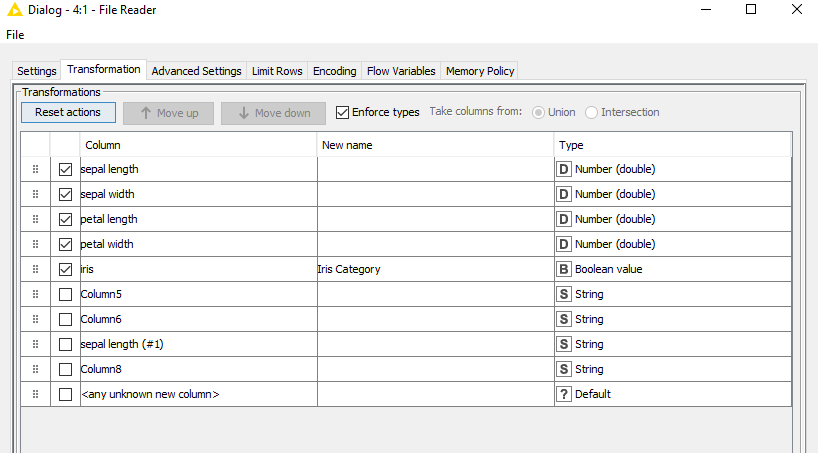 Dialog - 4:1 - File Reader
File
Settings Transformation Advanced Settings Limit Rows Encoding Flow Variables Memory Policy
Transformations
Reset actions Move up Move down Enforce types Take columns from: Union Intersection
Column New name Type
sepal length D Number (double)
sepal width D Number (double)
petal length D Number (double)
petal width D Number (double)
iris Iris Category B Boolean value
Column5 S String
Column6 S String
sepal length (#1) S String
Column8 S String
<any unknown new column> ? Default